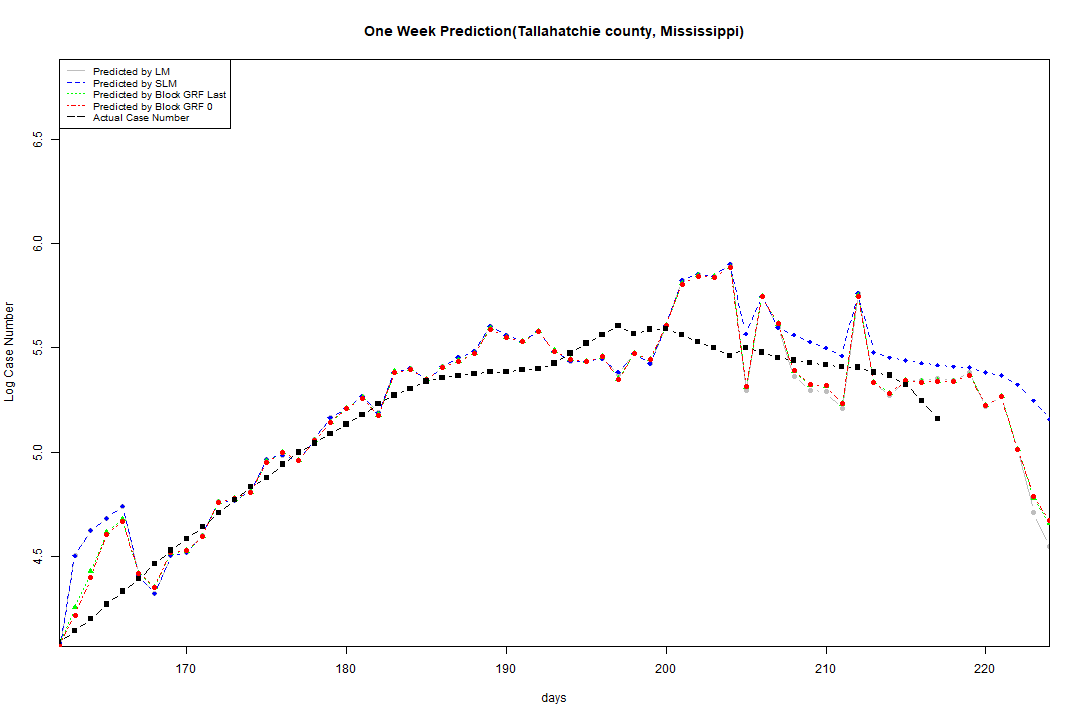 One Week Prediction(Tallahatchie county, Mississippi)
Predicted by LM
Predicted by SLM
Predicted by Block GRF Last
Predicted by Block GRF 0
Actual Case Number
6.5
6.0
5.5
5.0
4.5
Log Case Number
170 180 190 200 210 220
days